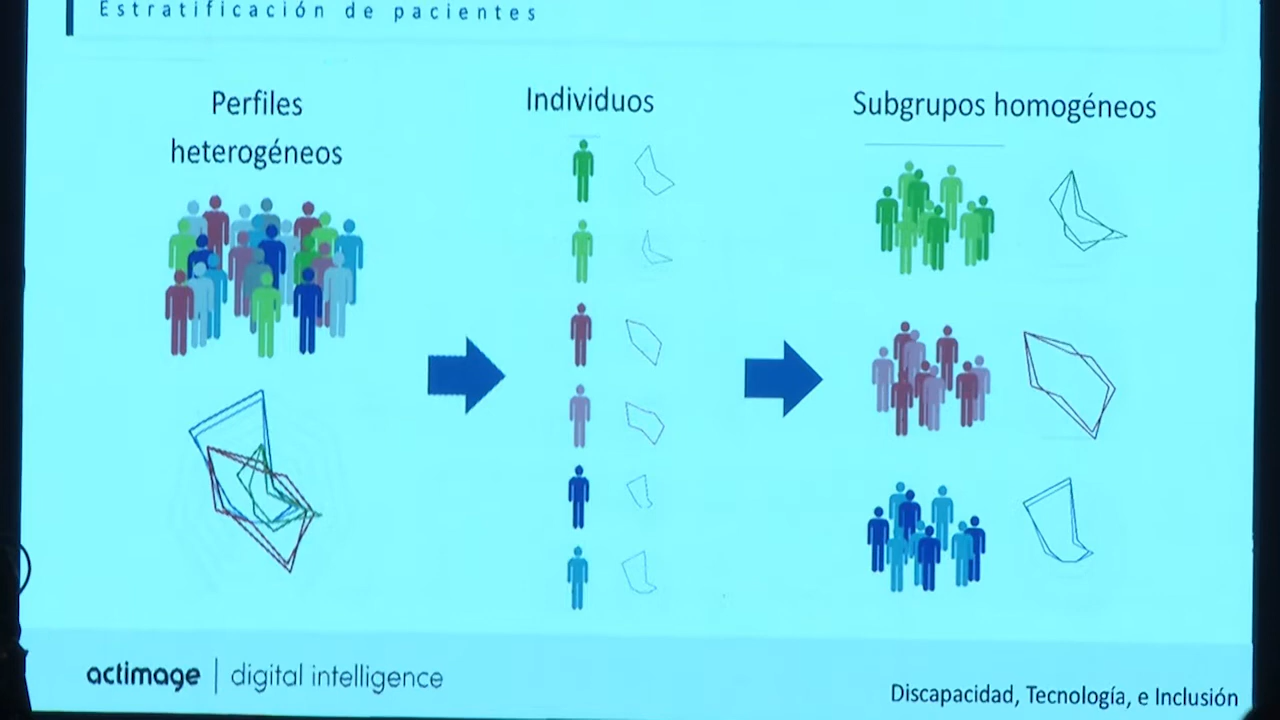 Estratificación de pacientes
Perfiles
heterogéneos
Individuos
Subgrupos homogéneos
actimage | digital intelligence
Discapacidad, Tecnología, e Inclusión